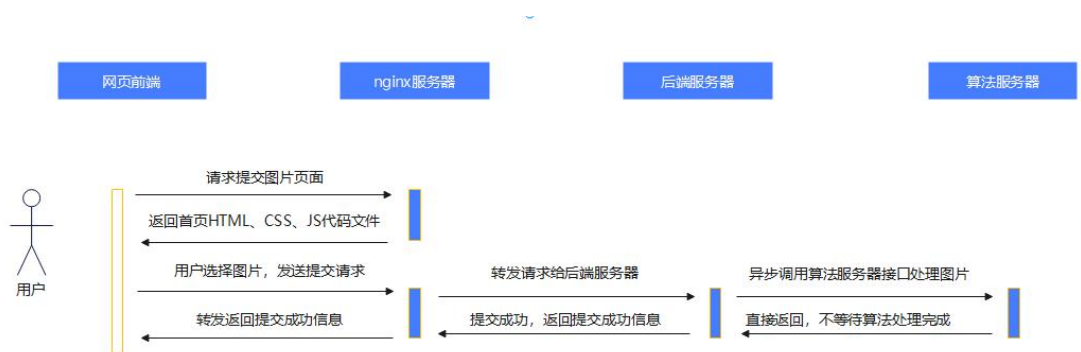 网页前端
nginx服务器
后端服务器
算法服务器
请求提交图片页面
返回首页HTML、CSS、JS代码文件
用户选择图片，发送提交请求
转发请求给后端服务器
异步调用算法服务器接口处理图片
用户
转发返回提交成功信息
提交成功，返回提交成功信息
直接返回，不等待算法处理完成